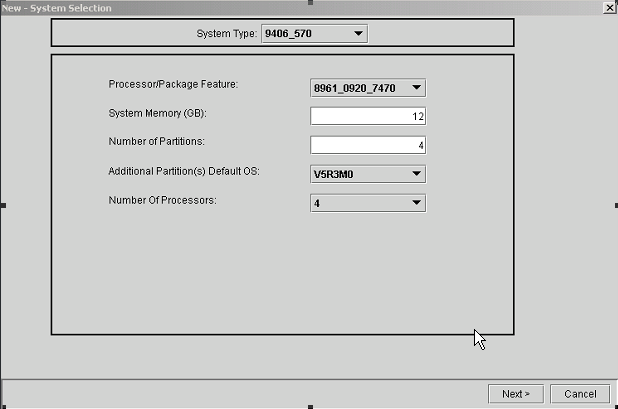 New - System Selection
System Type: 9406_570
Processor/Package Feature: 8961_0920_7470
System Memory (GB): 12
Number of Partitions: 4
Additional Partition(s) Default OS: V5R3M0
Number Of Processors: 4
Next > Cancel